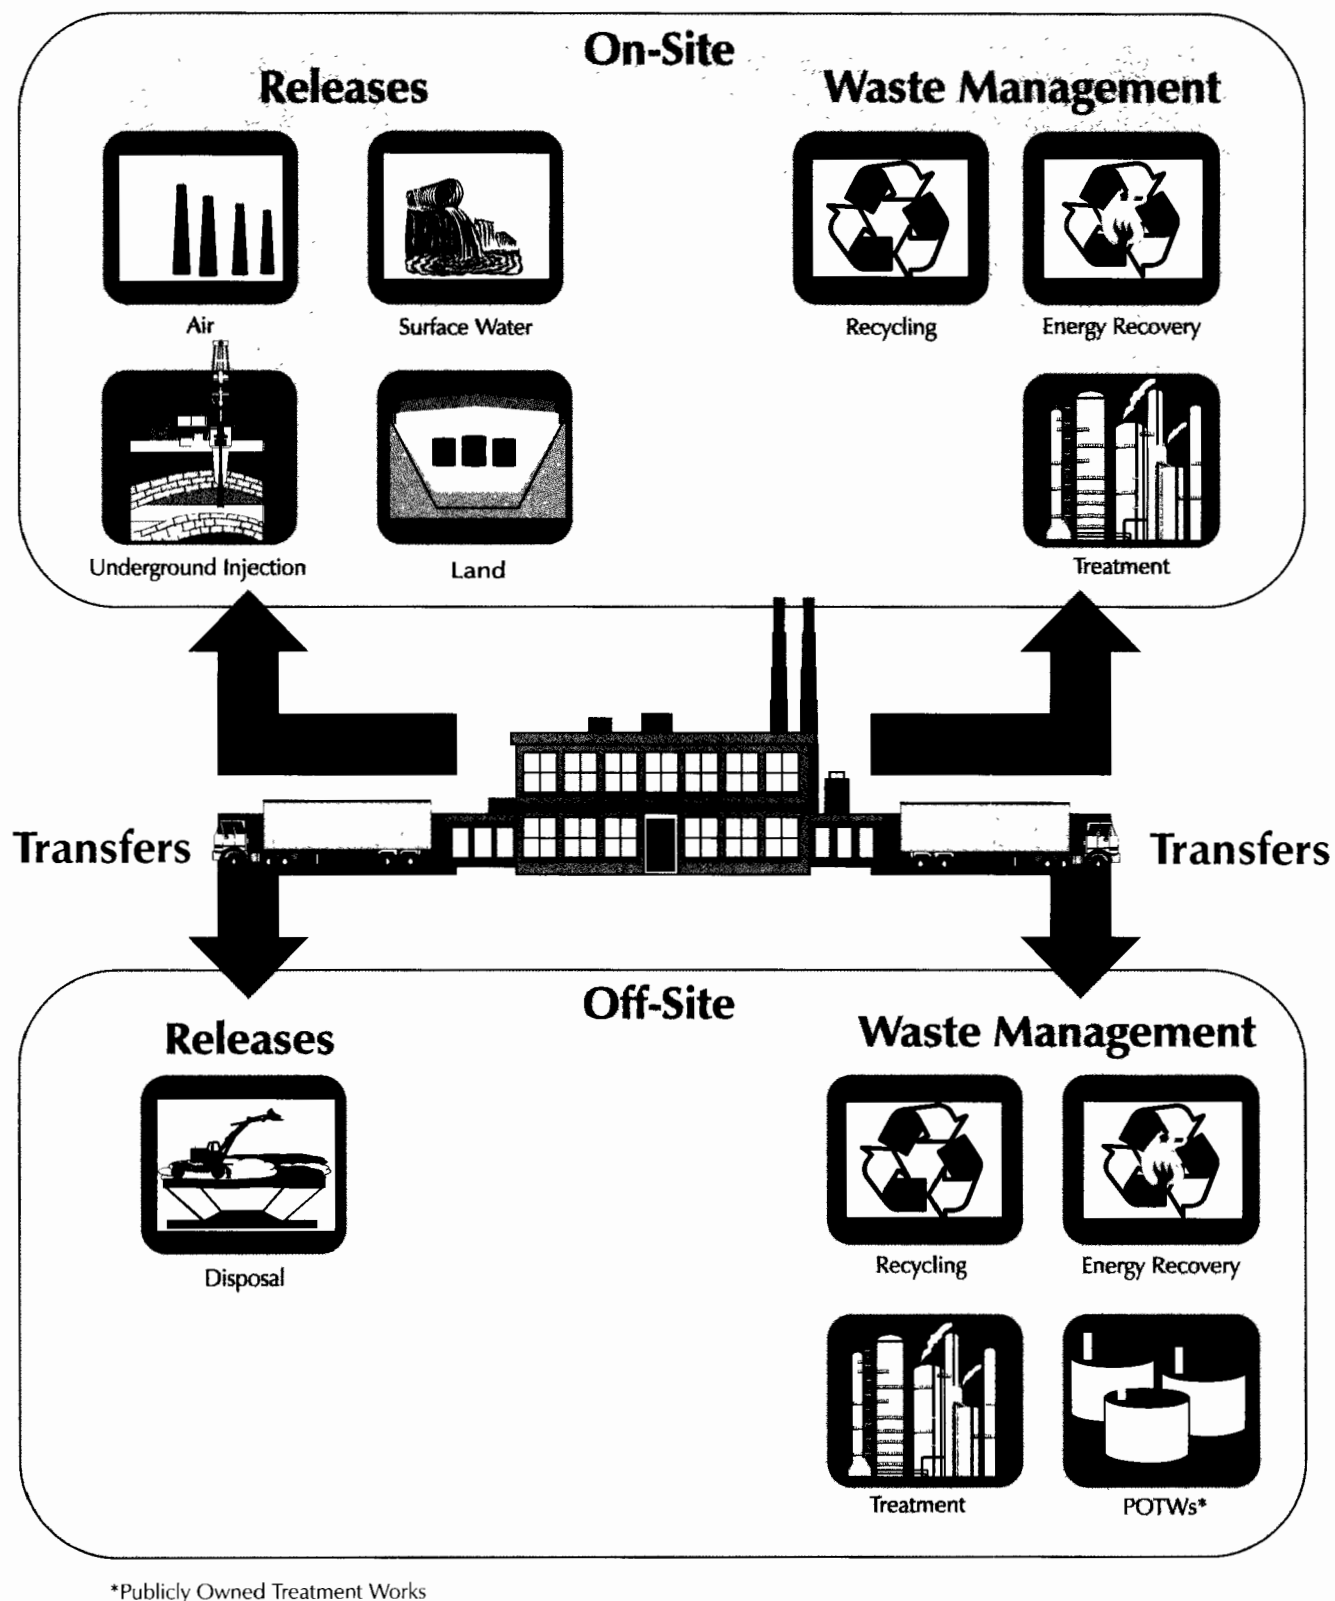 On-Site
Releases
Waste Management
Air
Surface Water
Recycling
Energy Recovery
Underground Injection
Land
Treatment
Transfers
Transfers
Off-Site
Releases
Waste Management
Disposal
Recycling
Energy Recovery
Treatment
POTWs*
*Publicly Owned Treatment Works